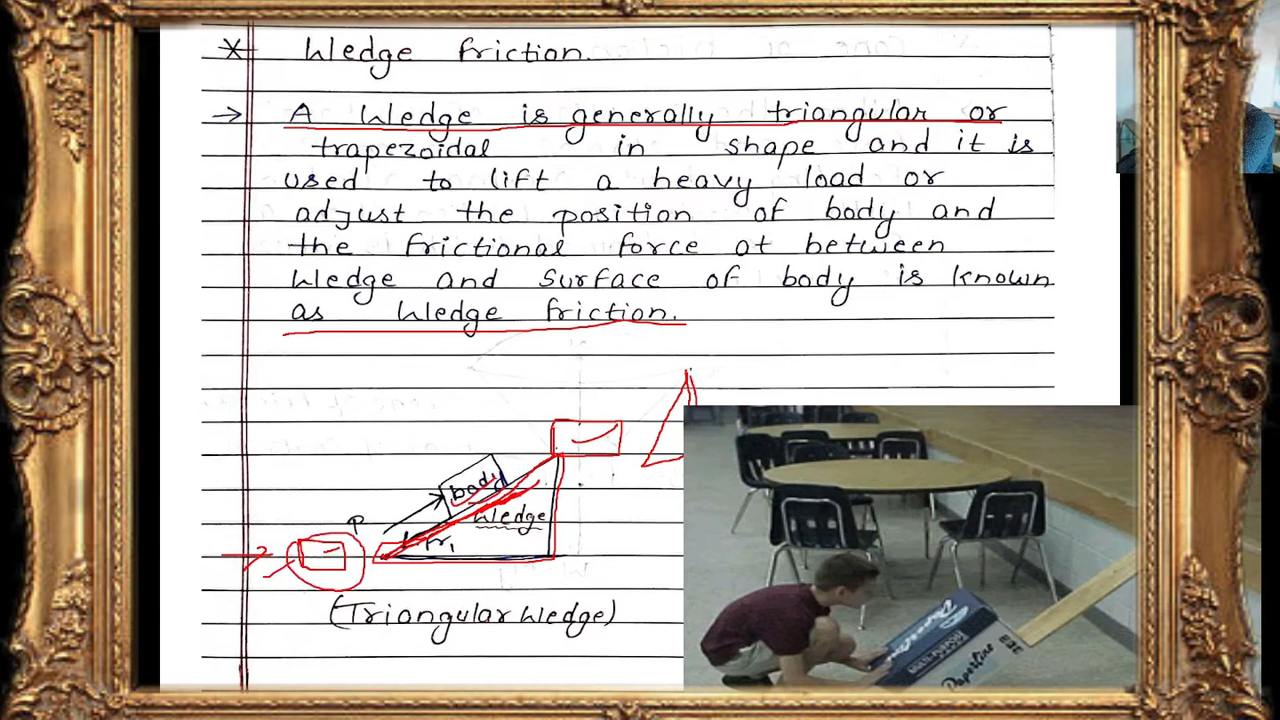 * Wedge friction.
→ A Wedge is generally triangular or
trapezoidal in shape and it is
used to lift a heavy load or
adjust the position of body and
the frictional force at between
Wedge and Surface of body is known
as Wedge friction.
body
P
Wedge
fr₁
(Triangular Wedge)
Paperline